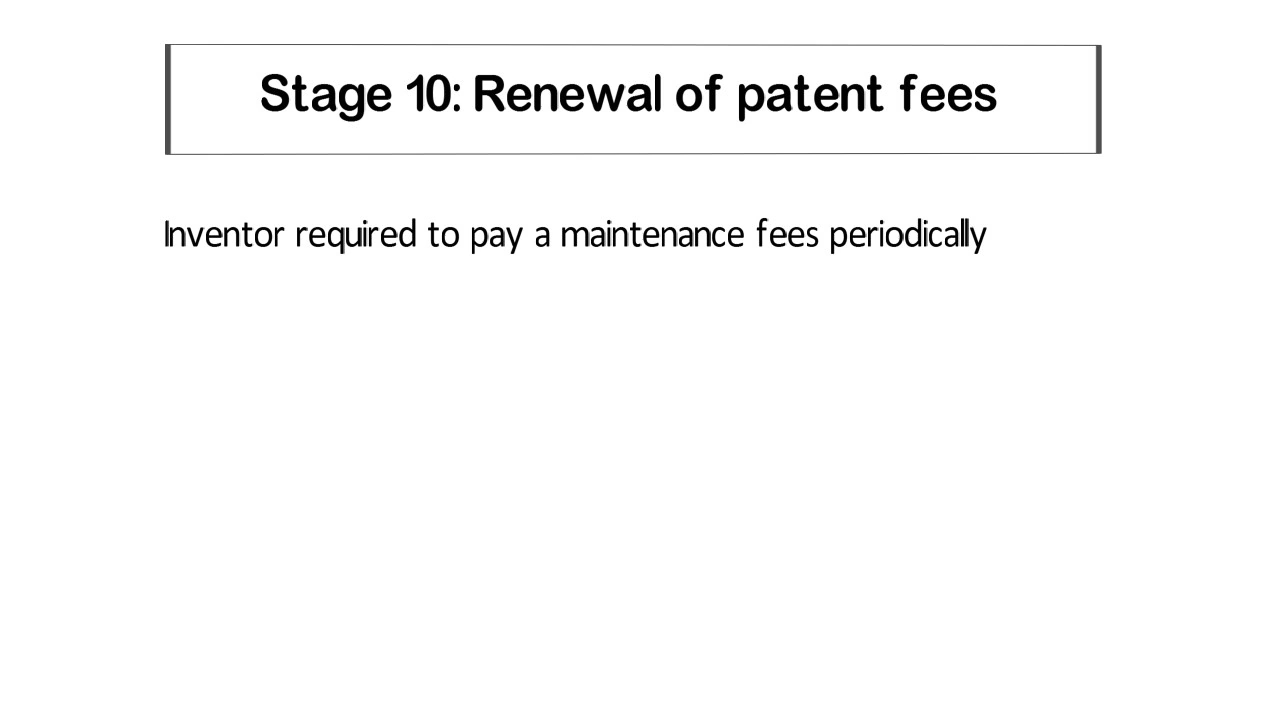 Stage 10: Renewal of patent fees
Inventor required to pay a maintenance fees periodically